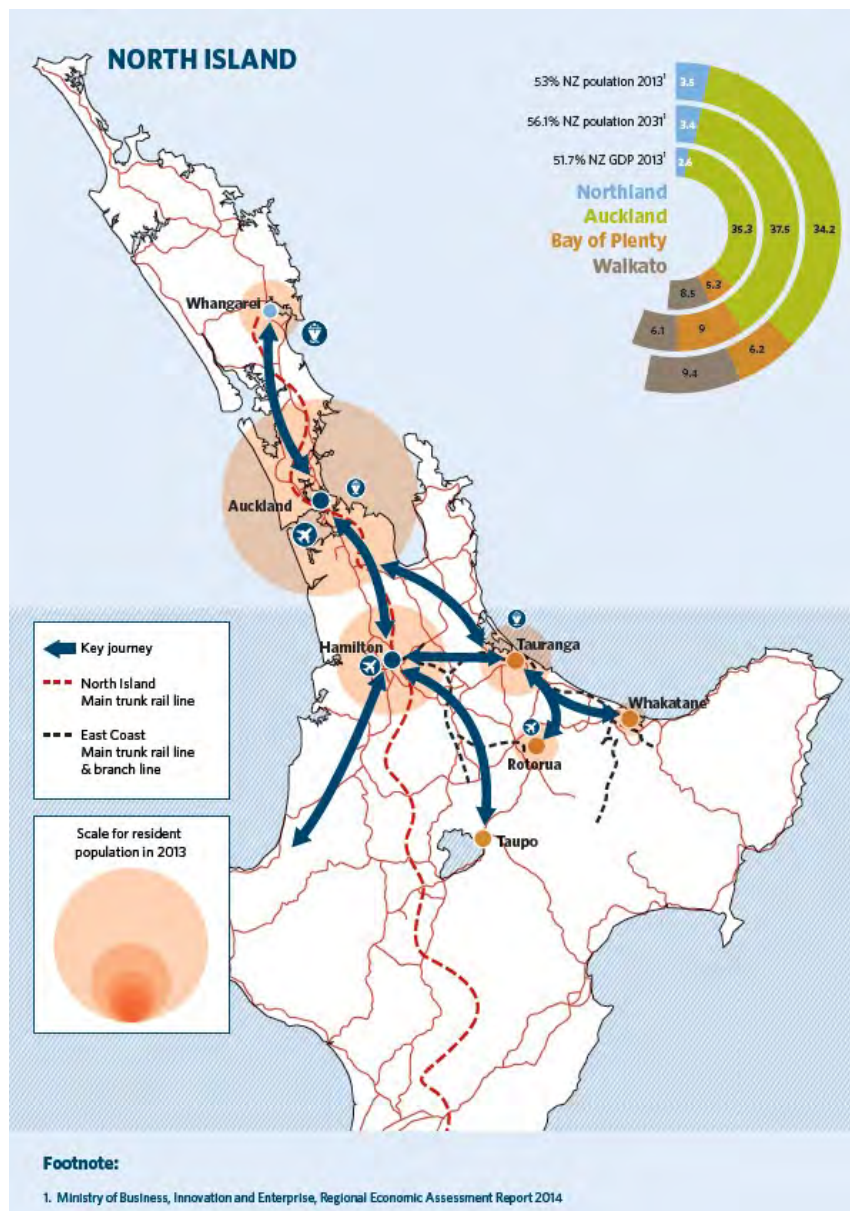 NORTH ISLAND
53% NZ poulation 2013¹
3.5
56.1% NZ poulation 2031¹
3.4
51.7% NZ GDP 2013¹
2.6
Northland
Auckland
Bay of Plenty
Waikato
35.3
37.5
34.2
8.5
5.3
6.1
9
6.2
9.4
Whangarei
Auckland
Hamilton
Tauranga
Whakatane
Rotorua
Taupo
Key journey
North Island
Main trunk rail line
East Coast
Main trunk rail line
& branch line
Scale for resident
population in 2013
Footnote:
1. Ministry of Business, Innovation and Enterprise, Regional Economic Assessment Report 2014